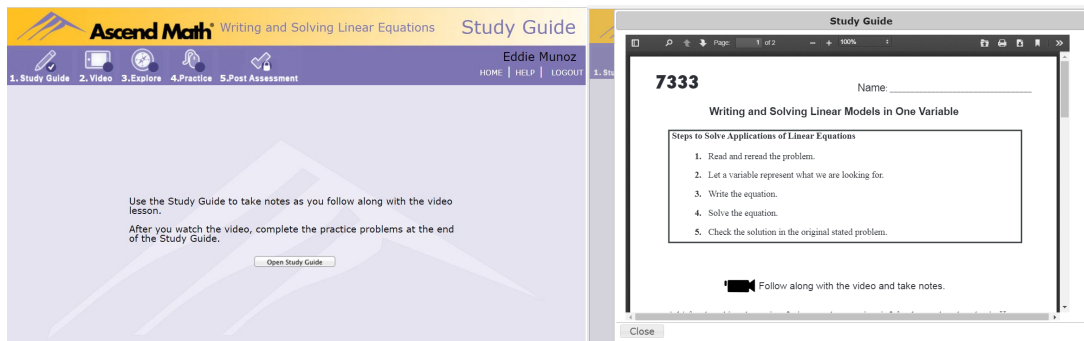 Ascend Math® Writing and Solving Linear Equations Study Guide
Eddie Munoz
1. Study Guide 2. Video 3.Explore 4.Practice 5.Post Assessment
HOME | HELP | LOGOUT
Use the Study Guide to take notes as you follow along with the video
lesson.
After you watch the video, complete the practice problems at the end
of the Study Guide.
Open Study Guide
1. Stu
Study Guide
Page: 1 of 2 − + 100%
7333
Name:
Writing and Solving Linear Models in One Variable
Steps to Solve Applications of Linear Equations
1. Read and reread the problem.
2. Let a variable represent what we are looking for.
3. Write the equation.
4. Solve the equation.
5. Check the solution in the original stated problem.
Follow along with the video and take notes.
Close